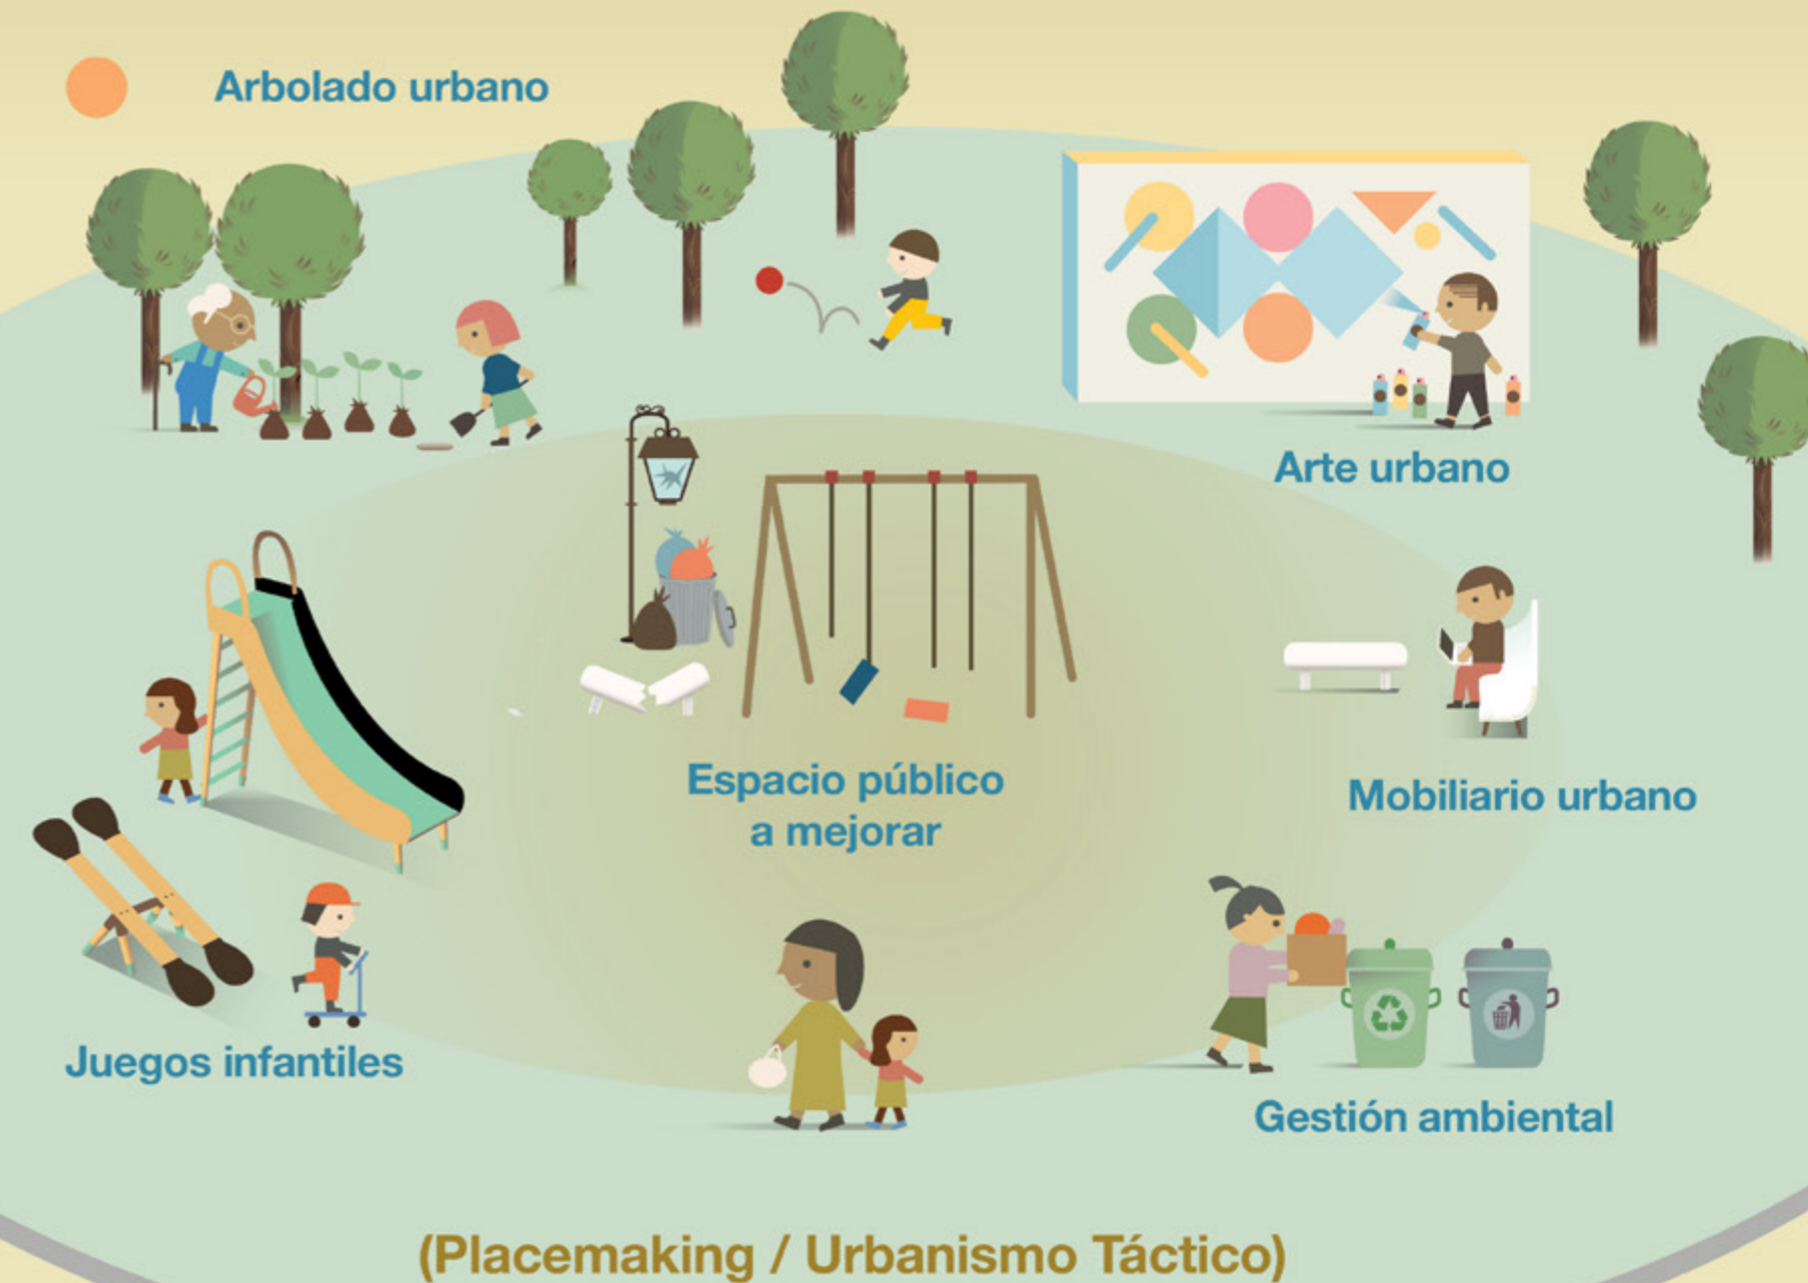 Arbolado urbano
Arte urbano
Espacio público
a mejorar
Mobiliario urbano
Juegos infantiles
Gestión ambiental
(Placemaking / Urbanismo Táctico)